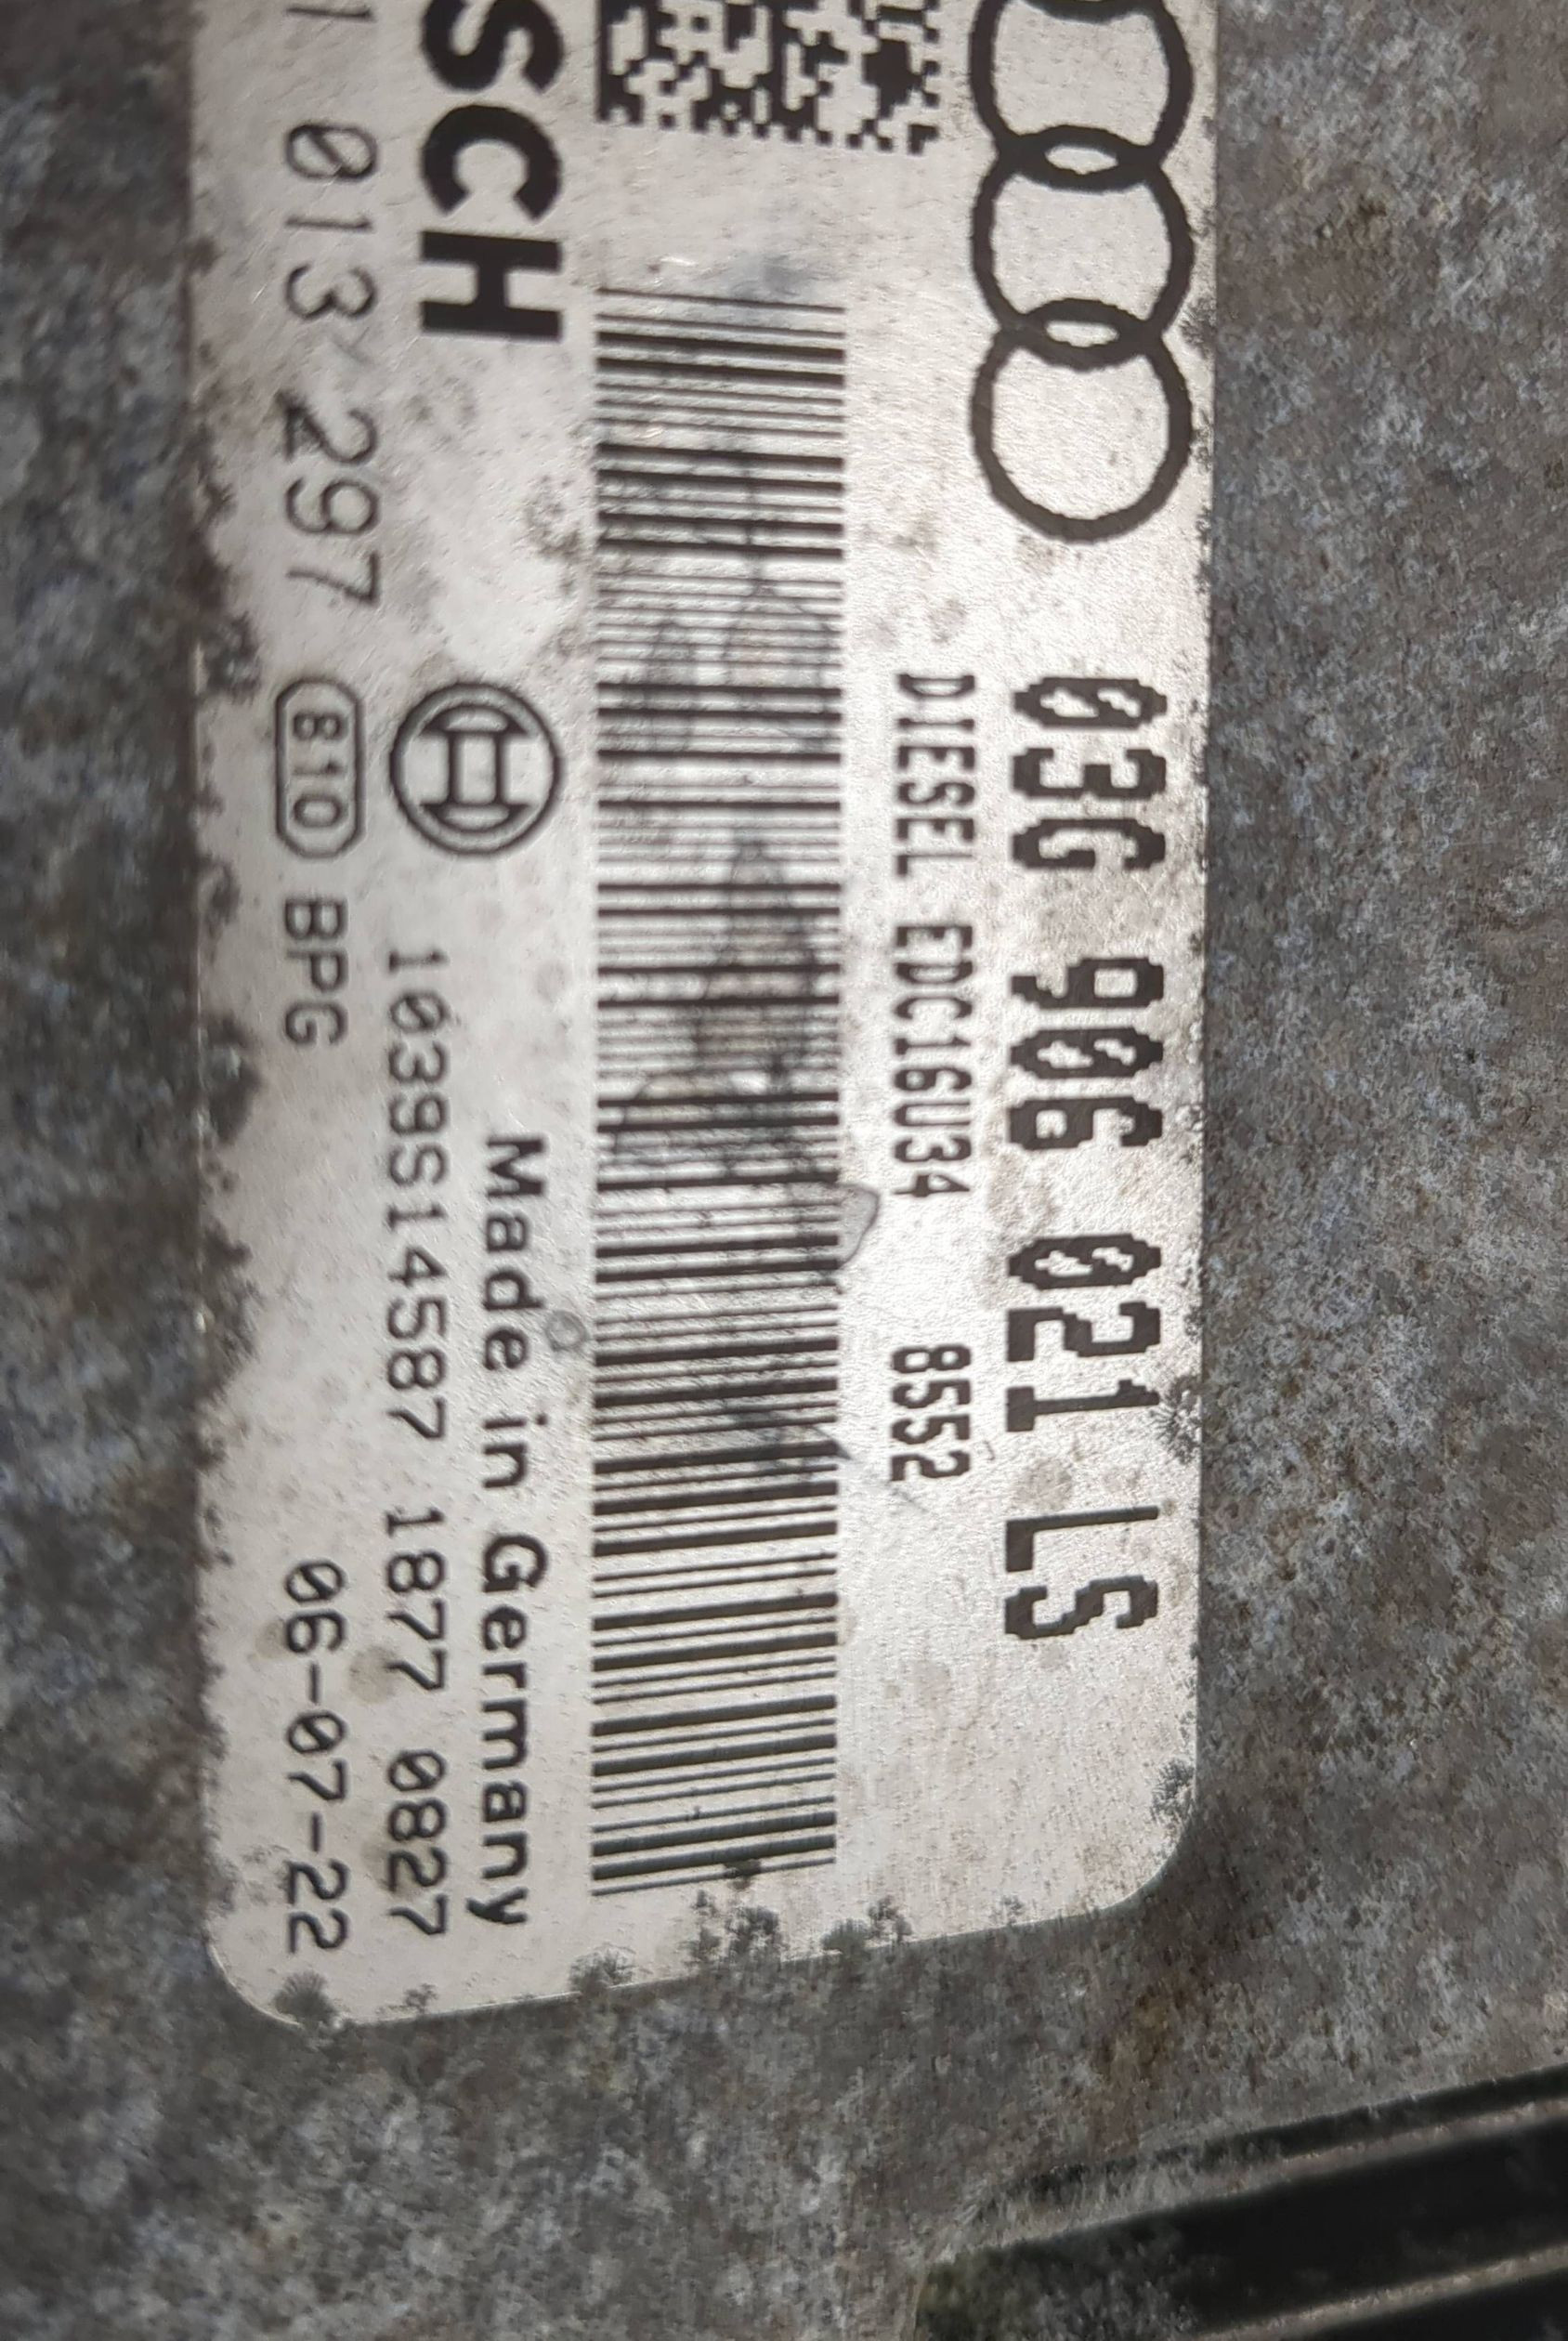 03G 906 021 LS
DIESEL EDC16U34 8552
SCH
Made in Germany
1039S14587 1877 0827
013 297
810 BPG 06-07-22